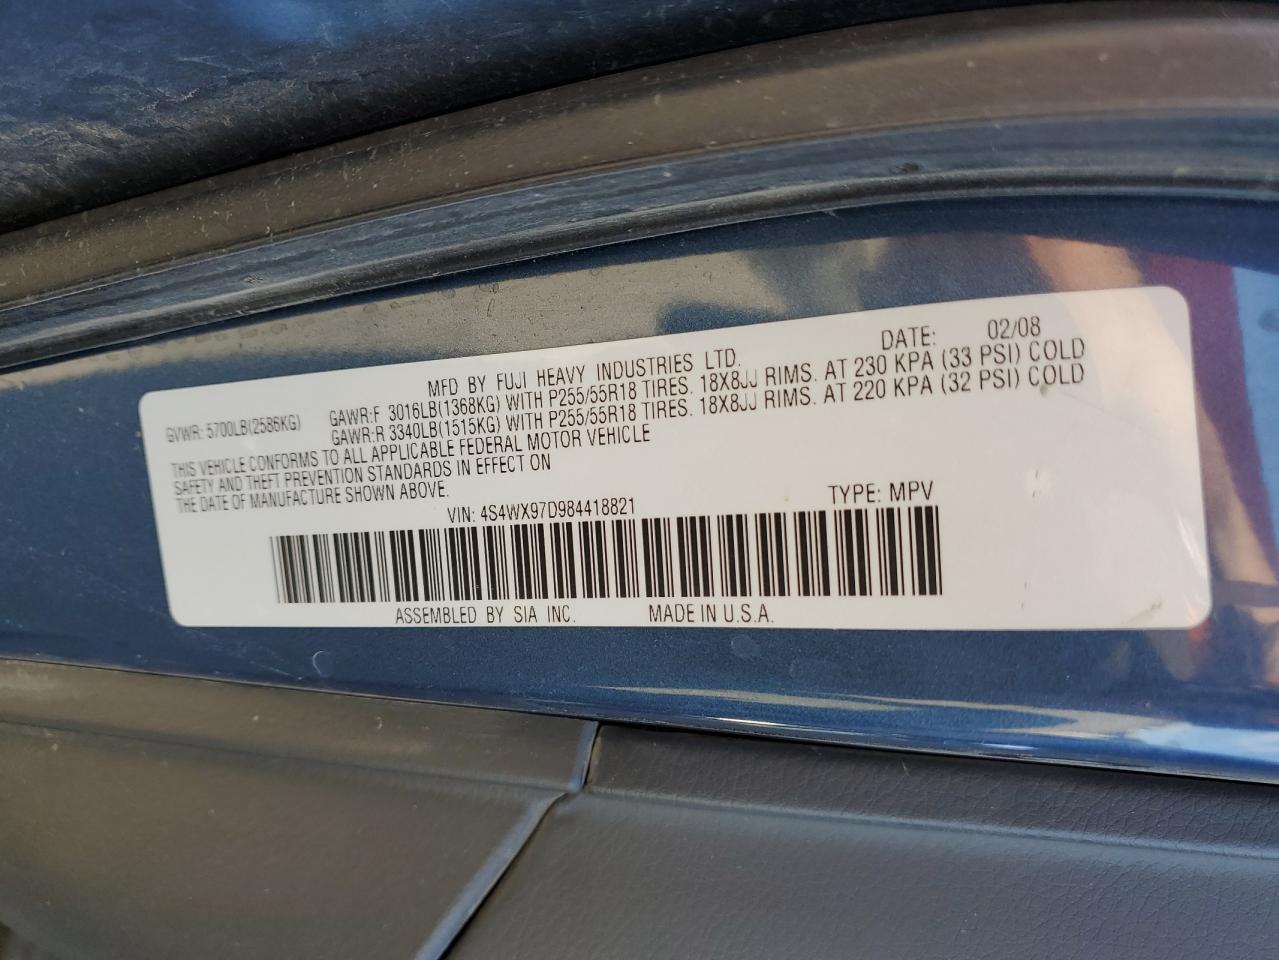 MFD BY FUJI HEAVY INDUSTRIES LTD. DATE: 02/08
GVWR: 5700LB(2586KG) GAWR:F 3016LB(1368KG) WITH P255/55R18 TIRES. 18X8JJ RIMS. AT 230 KPA (33 PSI) COLD
GAWR:R 3340LB(1515KG) WITH P255/55R18 TIRES. 18X8JJ RIMS. AT 220 KPA (32 PSI) COLD
THIS VEHICLE CONFORMS TO ALL APPLICABLE FEDERAL MOTOR VEHICLE
SAFETY AND THEFT PREVENTION STANDARDS IN EFFECT ON
THE DATE OF MANUFACTURE SHOWN ABOVE.
VIN: 4S4WX97D984418821 TYPE: MPV
ASSEMBLED BY SIA INC. MADE IN U.S.A.